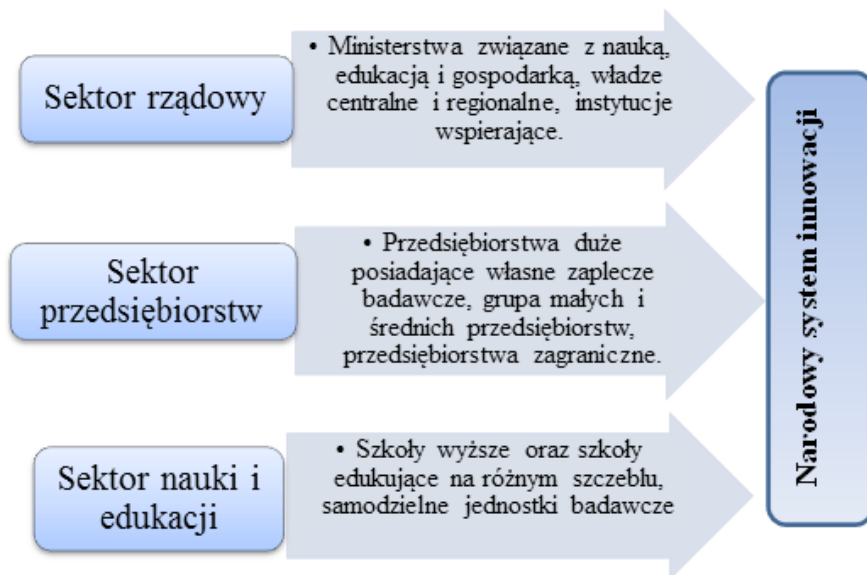 Sektor rządowy
• Ministerstwa związane z nauką,
edukacją i gospodarką, władze
centralne i regionalne, instytucje
wspierające.
Sektor
przedsiębiorstw
• Przedsiębiorstwa duże
posiadające własne zaplecze
badawcze, grupa małych i
średnich przedsiębiorstw,
przedsiębiorstwa zagraniczne.
Sektor nauki i
edukacji
• Szkoły wyższe oraz szkoły
edukujące na różnym szczeblu,
samodzielne jednostki badawcze
Narodowy system innowacji